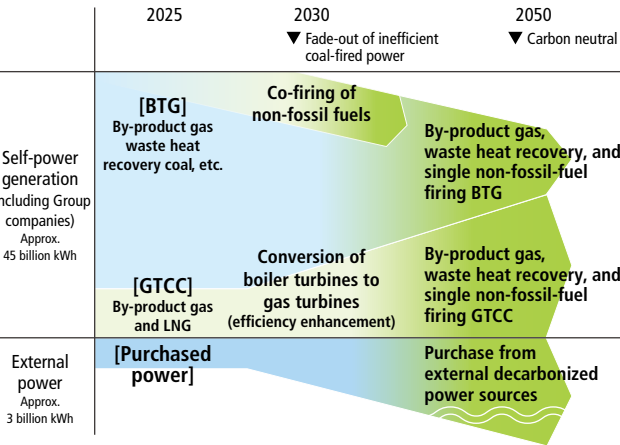 2025
2030
2050
▼ Fade-out of inefficient
coal-fired power
▼ Carbon neutral
Self-power
generation
ncluding Group
companies)
Approx.
45 billion kWh
[BTG]
By-product gas
waste heat
recovery coal, etc.
Co-firing of
non-fossil fuels
By-product gas,
waste heat recovery, and
single non-fossil-fuel
firing BTG
[GTCC]
By-product gas
and LNG
Conversion of
boiler turbines to
gas turbines
(efficiency enhancement)
By-product gas,
waste heat recovery, and
single non-fossil-fuel
firing GTCC
External
power
Approx.
3 billion kWh
[Purchased
power]
Purchase from
external decarbonized
power sources